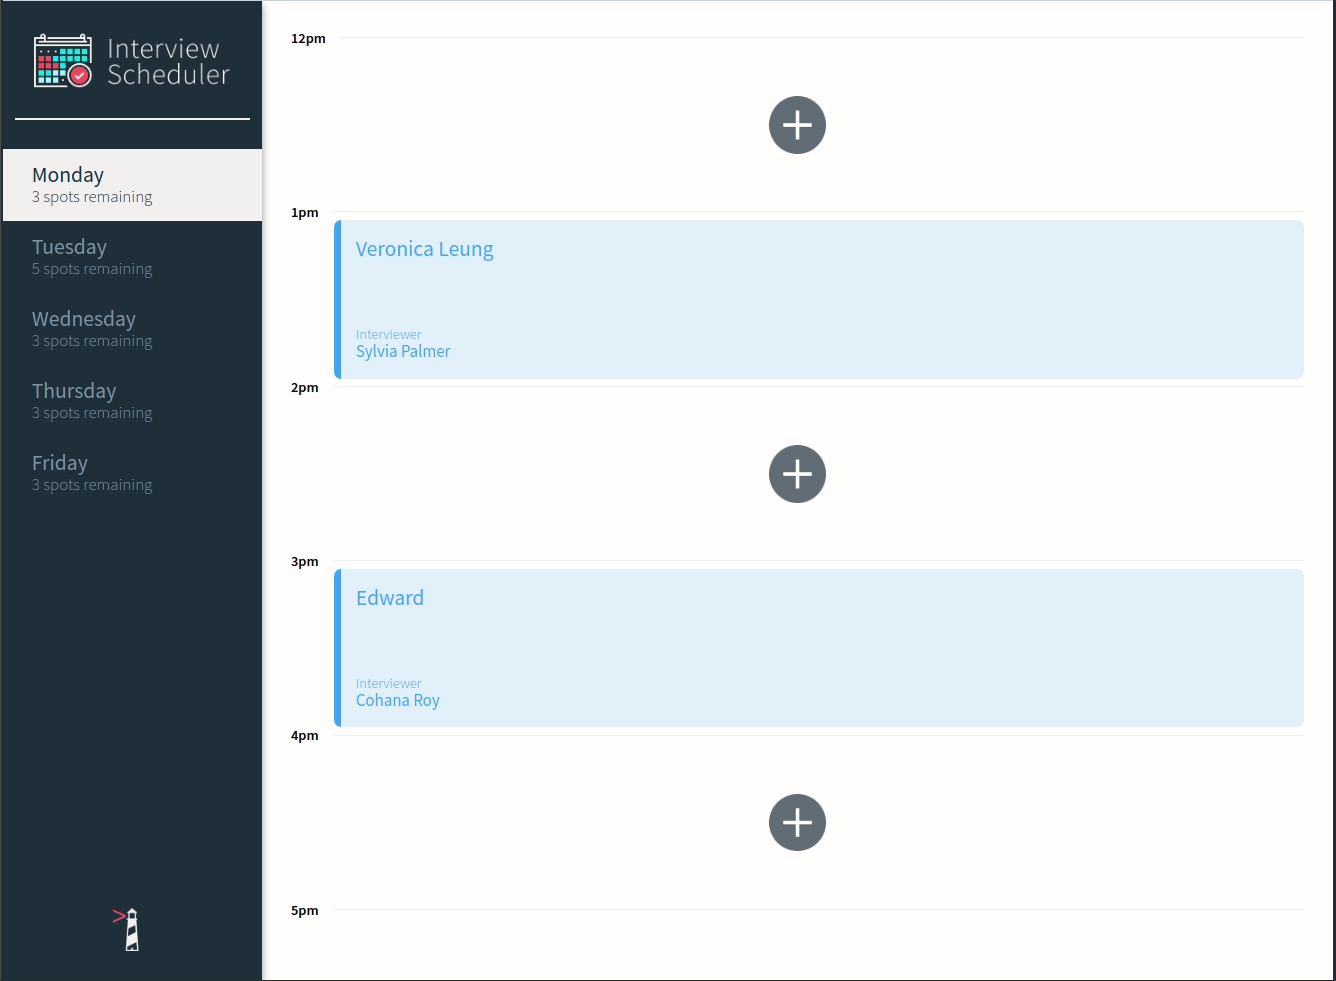 Interview
Scheduler
Monday
3 spots remaining
Tuesday
5 spots remaining
Wednesday
3 spots remaining
Thursday
3 spots remaining
Friday
3 spots remaining
12pm
1pm
Veronica Leung
Interviewer
Sylvia Palmer
2pm
3pm
Edward
Interviewer
Cohana Roy
4pm
5pm